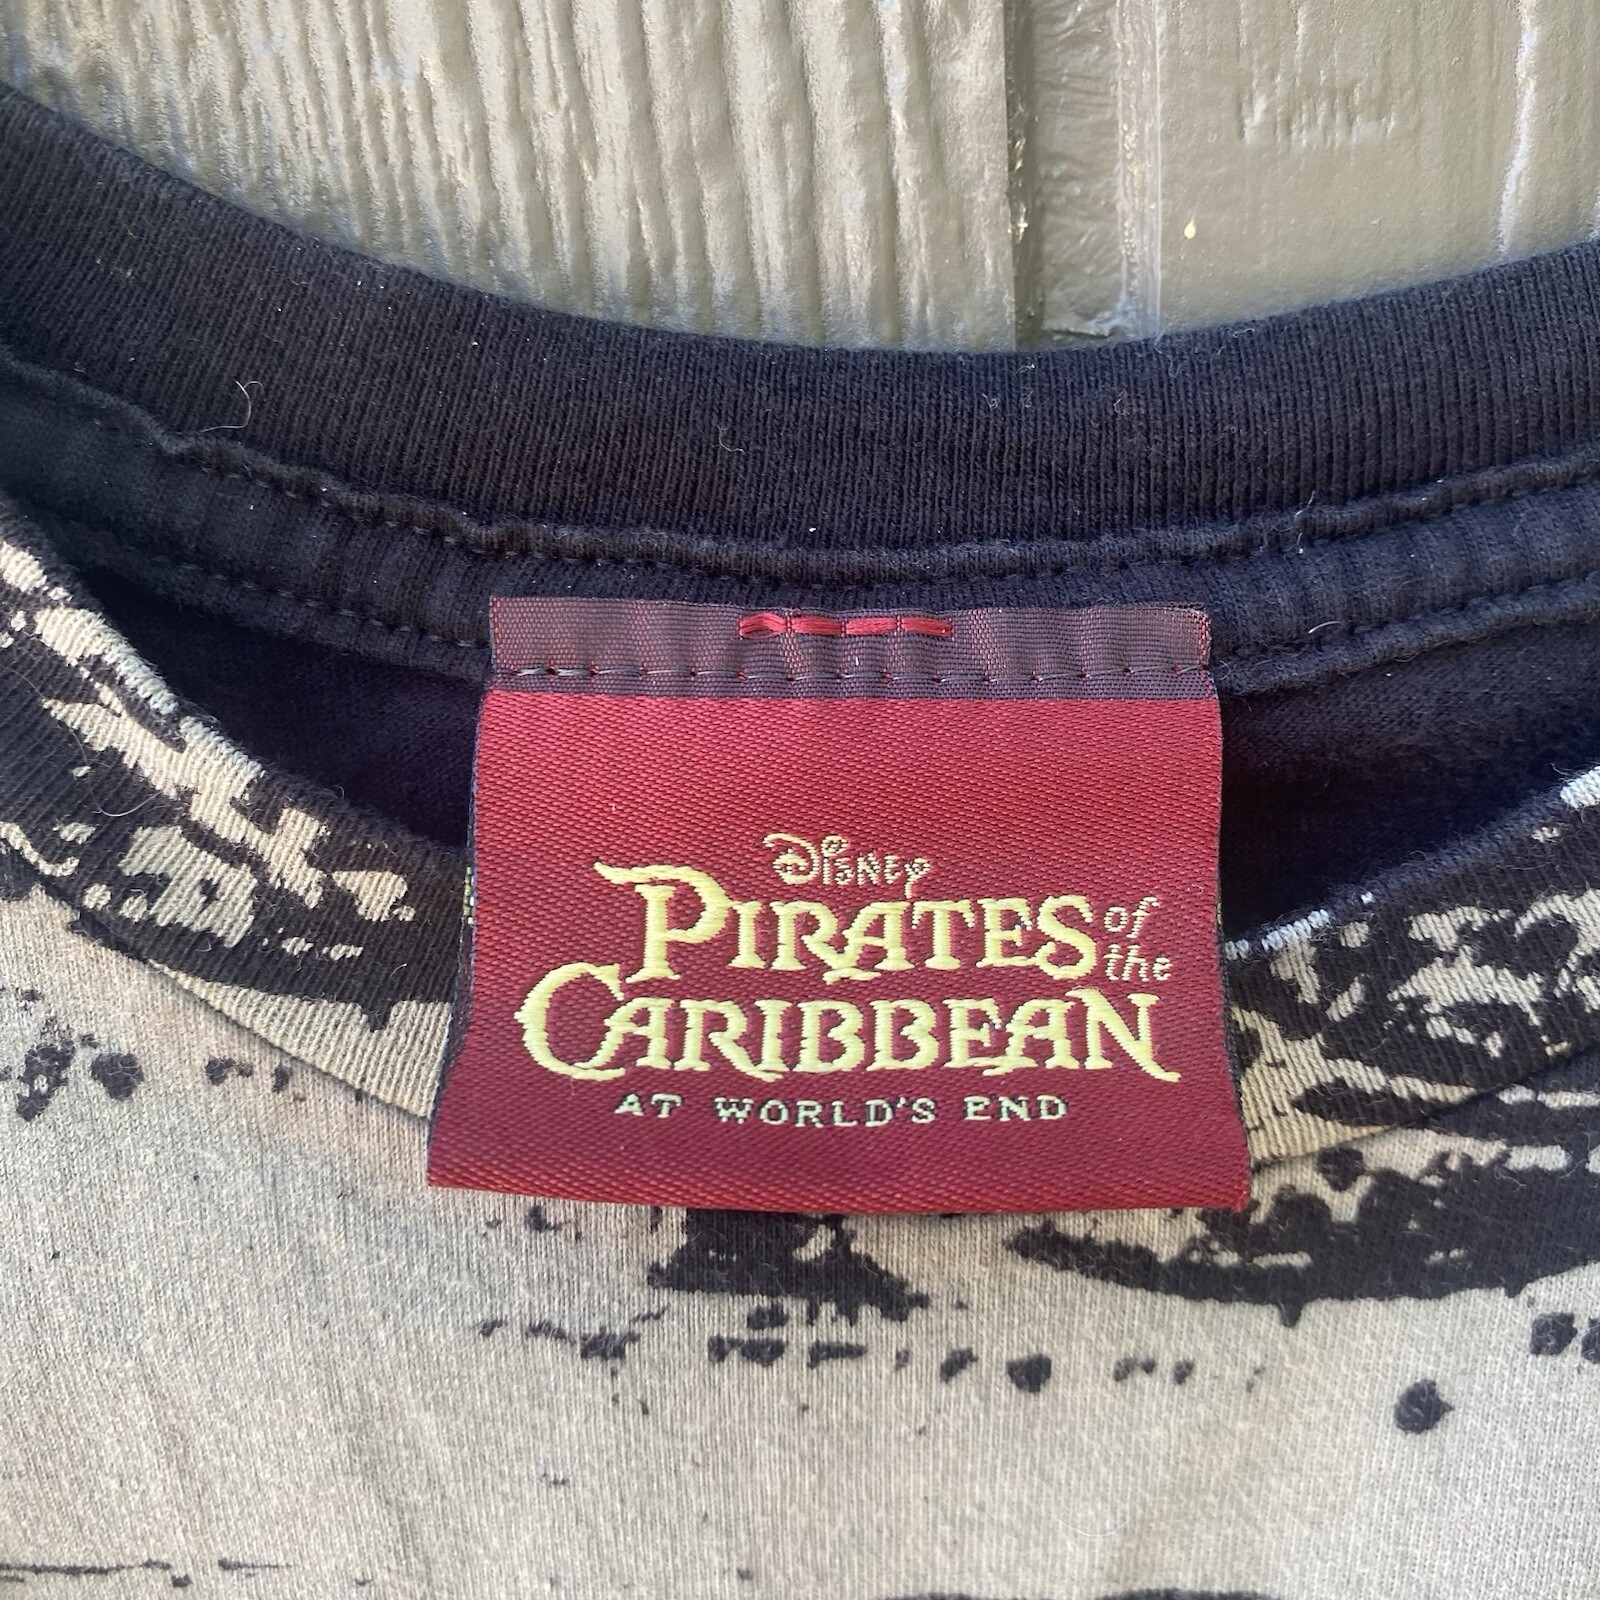 Disney
PIRATES of the
CARIBBEAN
AT WORLD'S END